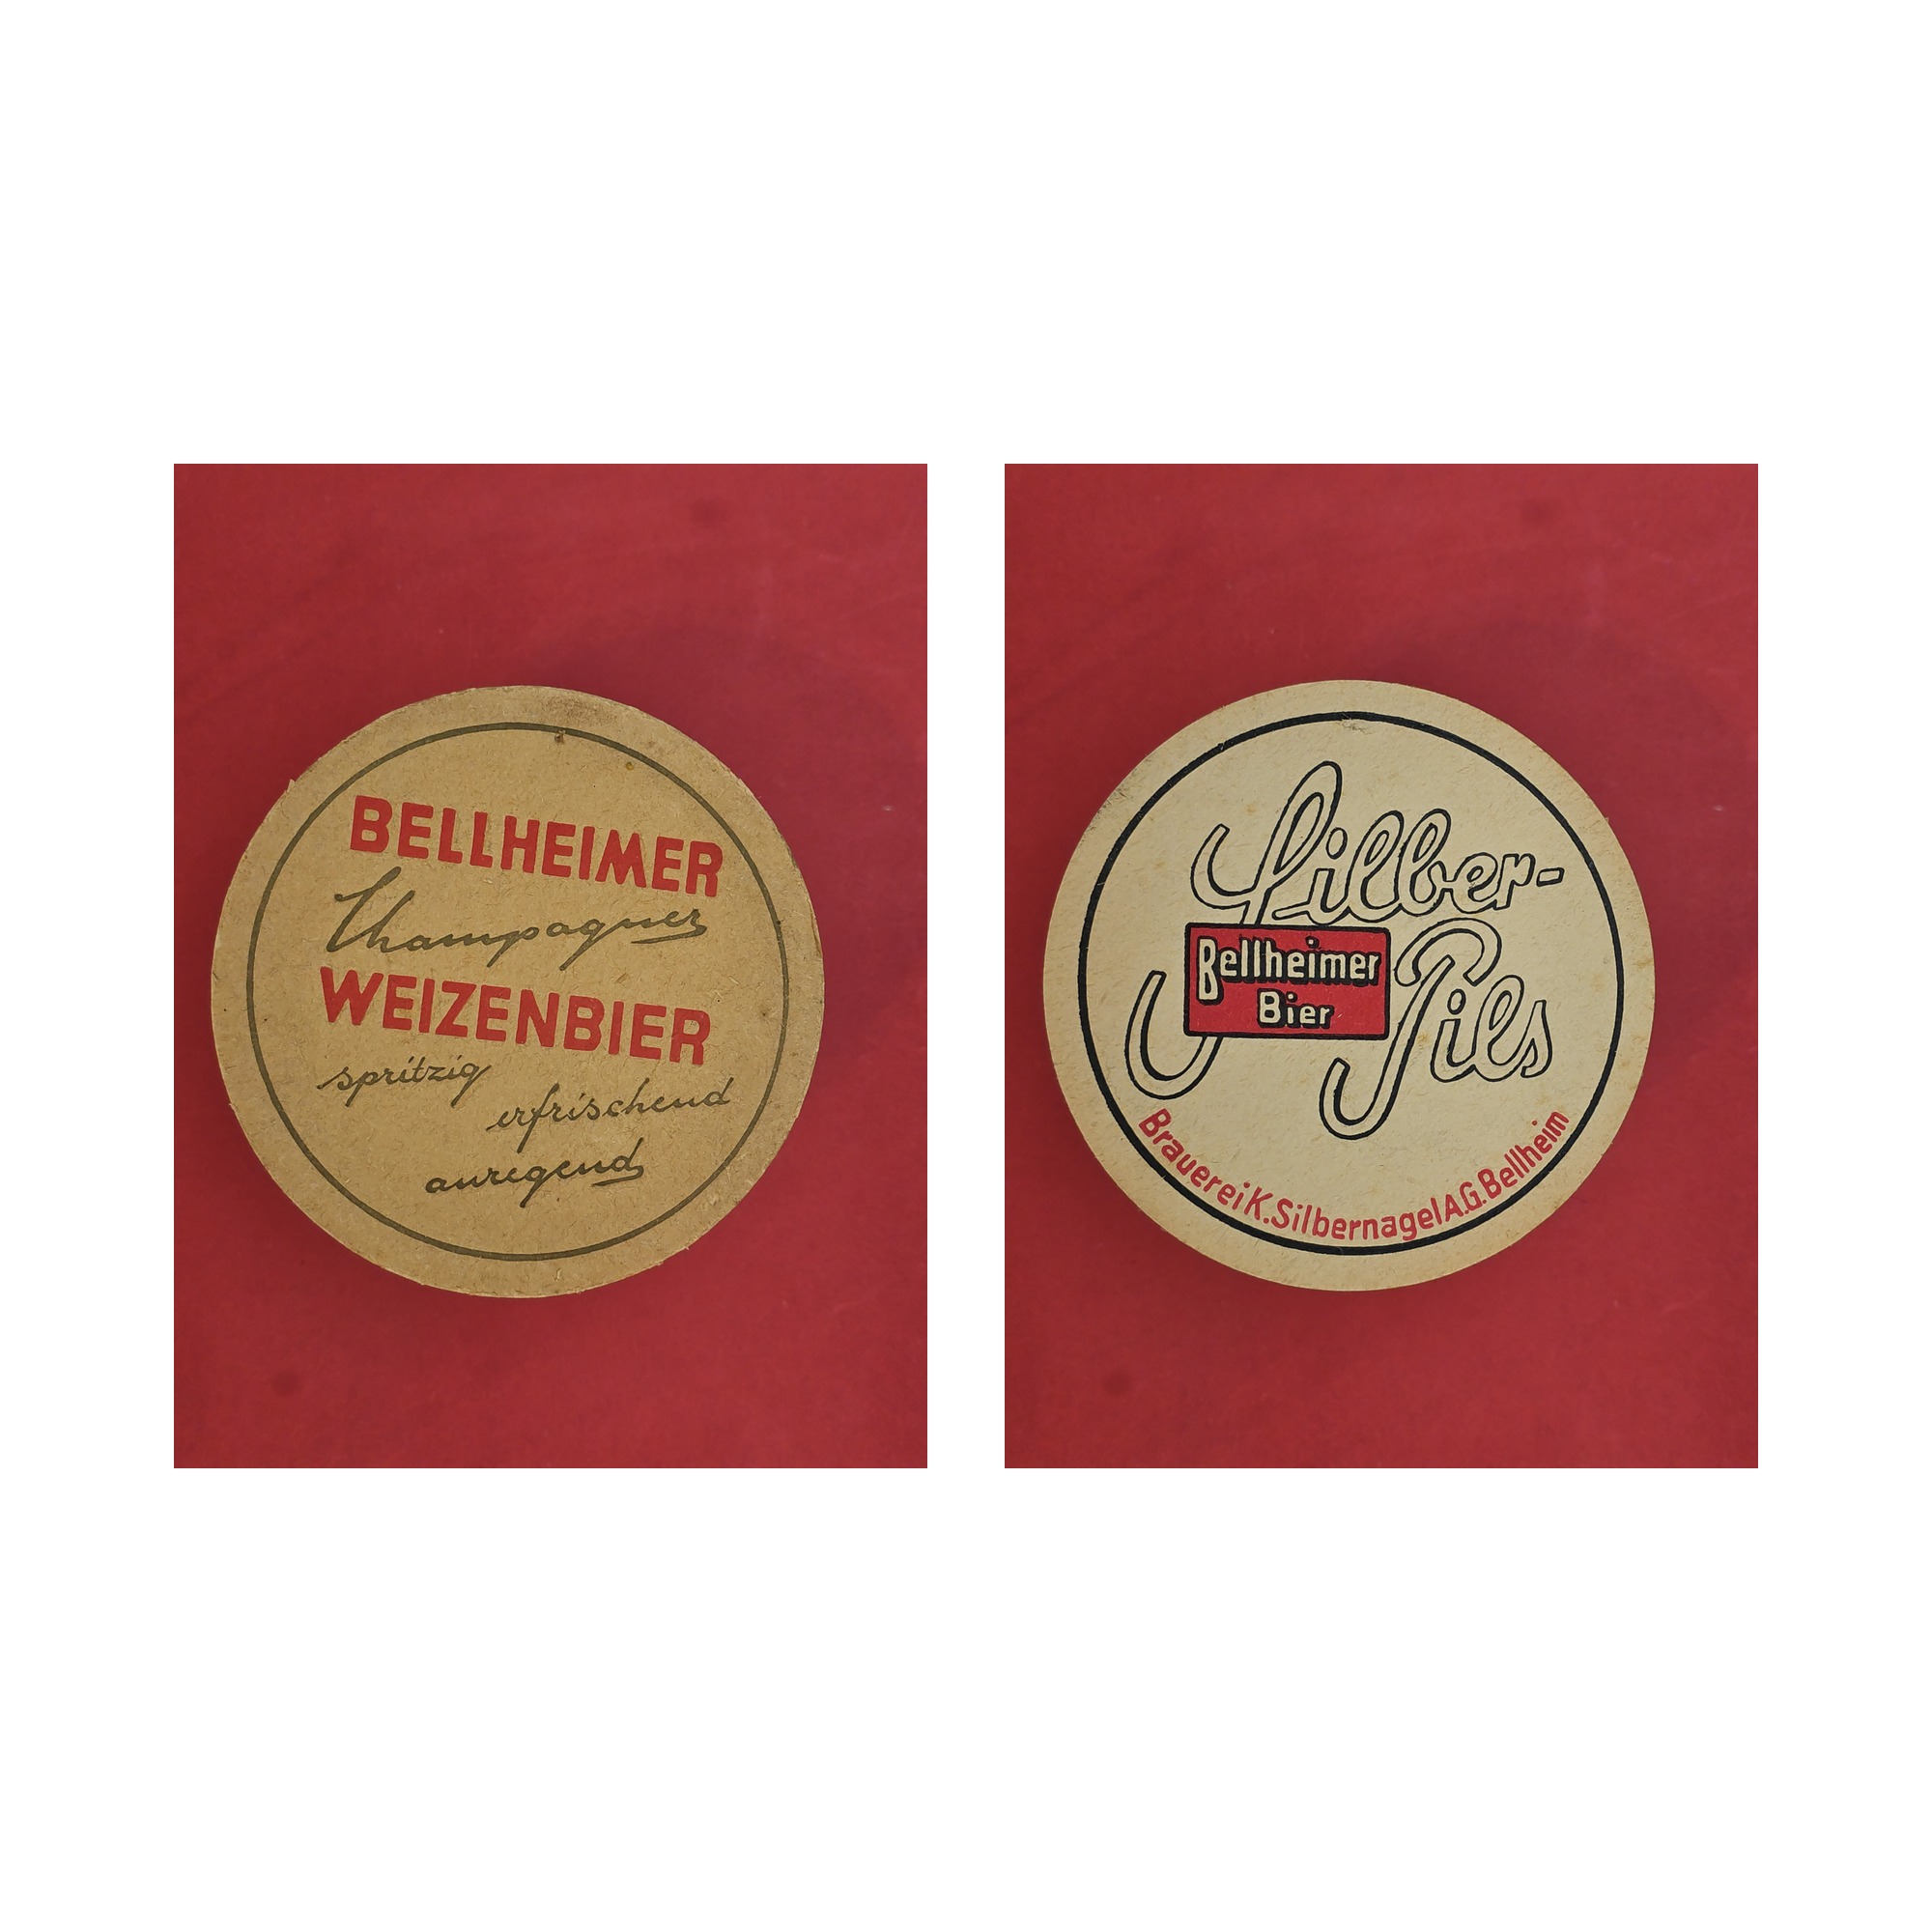 BELLHEIMER
Champagner
WEIZENBIER
spritzig
erfrischend
anregend
Silber-
Bellheimer
Bier
Pils
Brauerei K. Silbernagel A.G. Bellheim